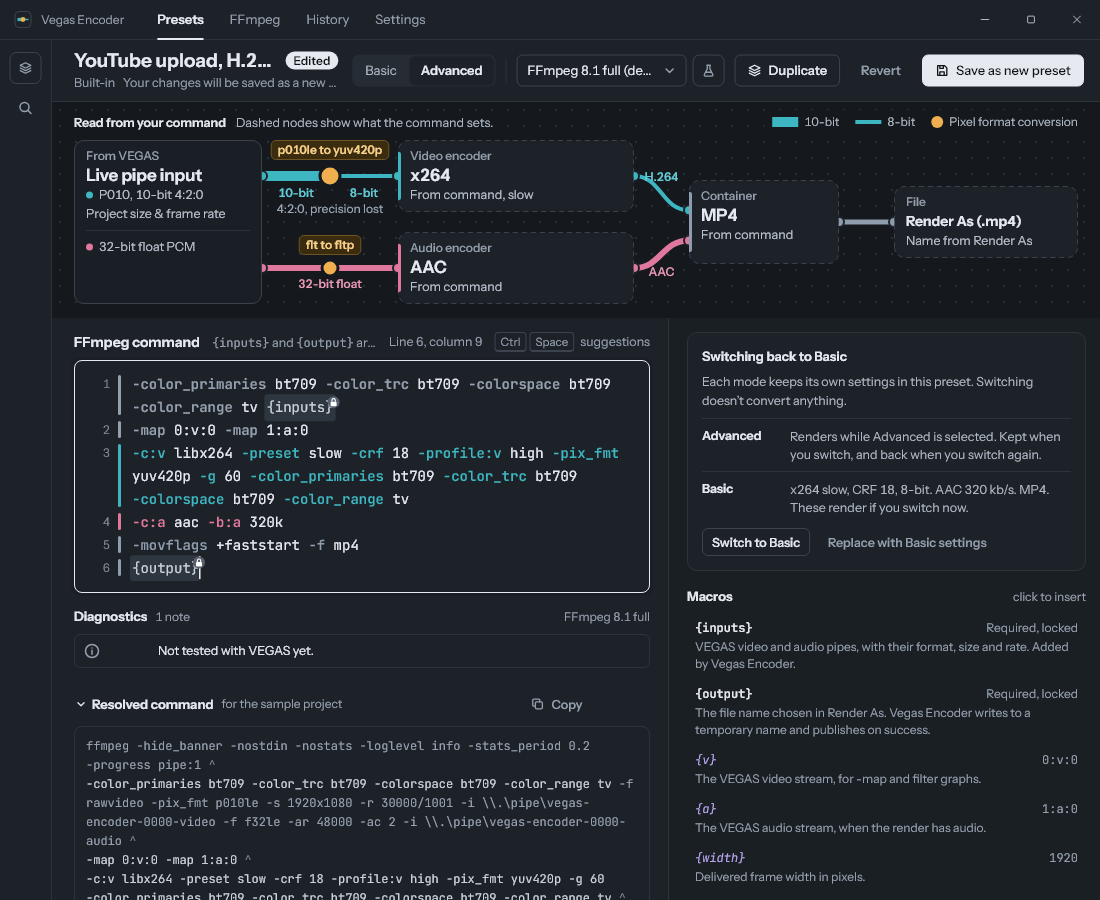 Vegas Encoder
Presets
FFmpeg
History
Settings
YouTube upload, H.2...
Edited
Built-in Your changes will be saved as a new ...
Basic
Advanced
FFmpeg 8.1 full (de...
Duplicate
Revert
Save as new preset
Read from your command Dashed nodes show what the command sets.
10-bit
8-bit
Pixel format conversion
From VEGAS
Live pipe input
P010, 10-bit 4:2:0
Project size & frame rate
32-bit float PCM
p010le to yuv420p
10-bit
8-bit
4:2:0, precision lost
flt to fltp
32-bit float
Video encoder
x264
From command, slow
Audio encoder
AAC
From command
H.264
AAC
Container
MP4
From command
File
Render As (.mp4)
Name from Render As
FFmpeg command {inputs} and {output} ar... Line 6, column 9 Ctrl Space suggestions
1 -color_primaries bt709 -color_trc bt709 -colorspace bt709
-color_range tv {inputs}
2 -map 0:v:0 -map 1:a:0
3 -c:v libx264 -preset slow -crf 18 -profile:v high -pix_fmt
yuv420p -g 60 -color_primaries bt709 -color_trc bt709
-colorspace bt709 -color_range tv
4 -c:a aac -b:a 320k
5 -movflags +faststart -f mp4
6 {output}
Diagnostics 1 note
FFmpeg 8.1 full
Not tested with VEGAS yet.
Resolved command for the sample project
Copy
ffmpeg -hide_banner -nostdin -nostats -loglevel info -stats_period 0.2
-progress pipe:1 ^
-color_primaries bt709 -color_trc bt709 -colorspace bt709 -color_range tv -f
rawvideo -pix_fmt p010le -s 1920x1080 -r 30000/1001 -i \\.\pipe\vegas-
encoder-0000-video -f f32le -ar 48000 -ac 2 -i \\.\pipe\vegas-encoder-0000-
audio ^
-map 0:v:0 -map 1:a:0 ^
-c:v libx264 -preset slow -crf 18 -profile:v high -pix_fmt yuv420p -g 60
-color_primaries bt709 -color_trc bt709 -colorspace bt709 -color_range tv ^
Switching back to Basic
Each mode keeps its own settings in this preset. Switching
doesn't convert anything.
Advanced
Renders while Advanced is selected. Kept when
you switch, and back when you switch again.
Basic
x264 slow, CRF 18, 8-bit. AAC 320 kb/s. MP4.
These render if you switch now.
Switch to Basic
Replace with Basic settings
Macros
click to insert
{inputs}
Required, locked
VEGAS video and audio pipes, with their format, size and rate. Added
by Vegas Encoder.
{output}
Required, locked
The file name chosen in Render As. Vegas Encoder writes to a
temporary name and publishes on success.
{v}
0:v:0
The VEGAS video stream, for -map and filter graphs.
{a}
1:a:0
The VEGAS audio stream, when the render has audio.
{width}
1920
Delivered frame width in pixels.